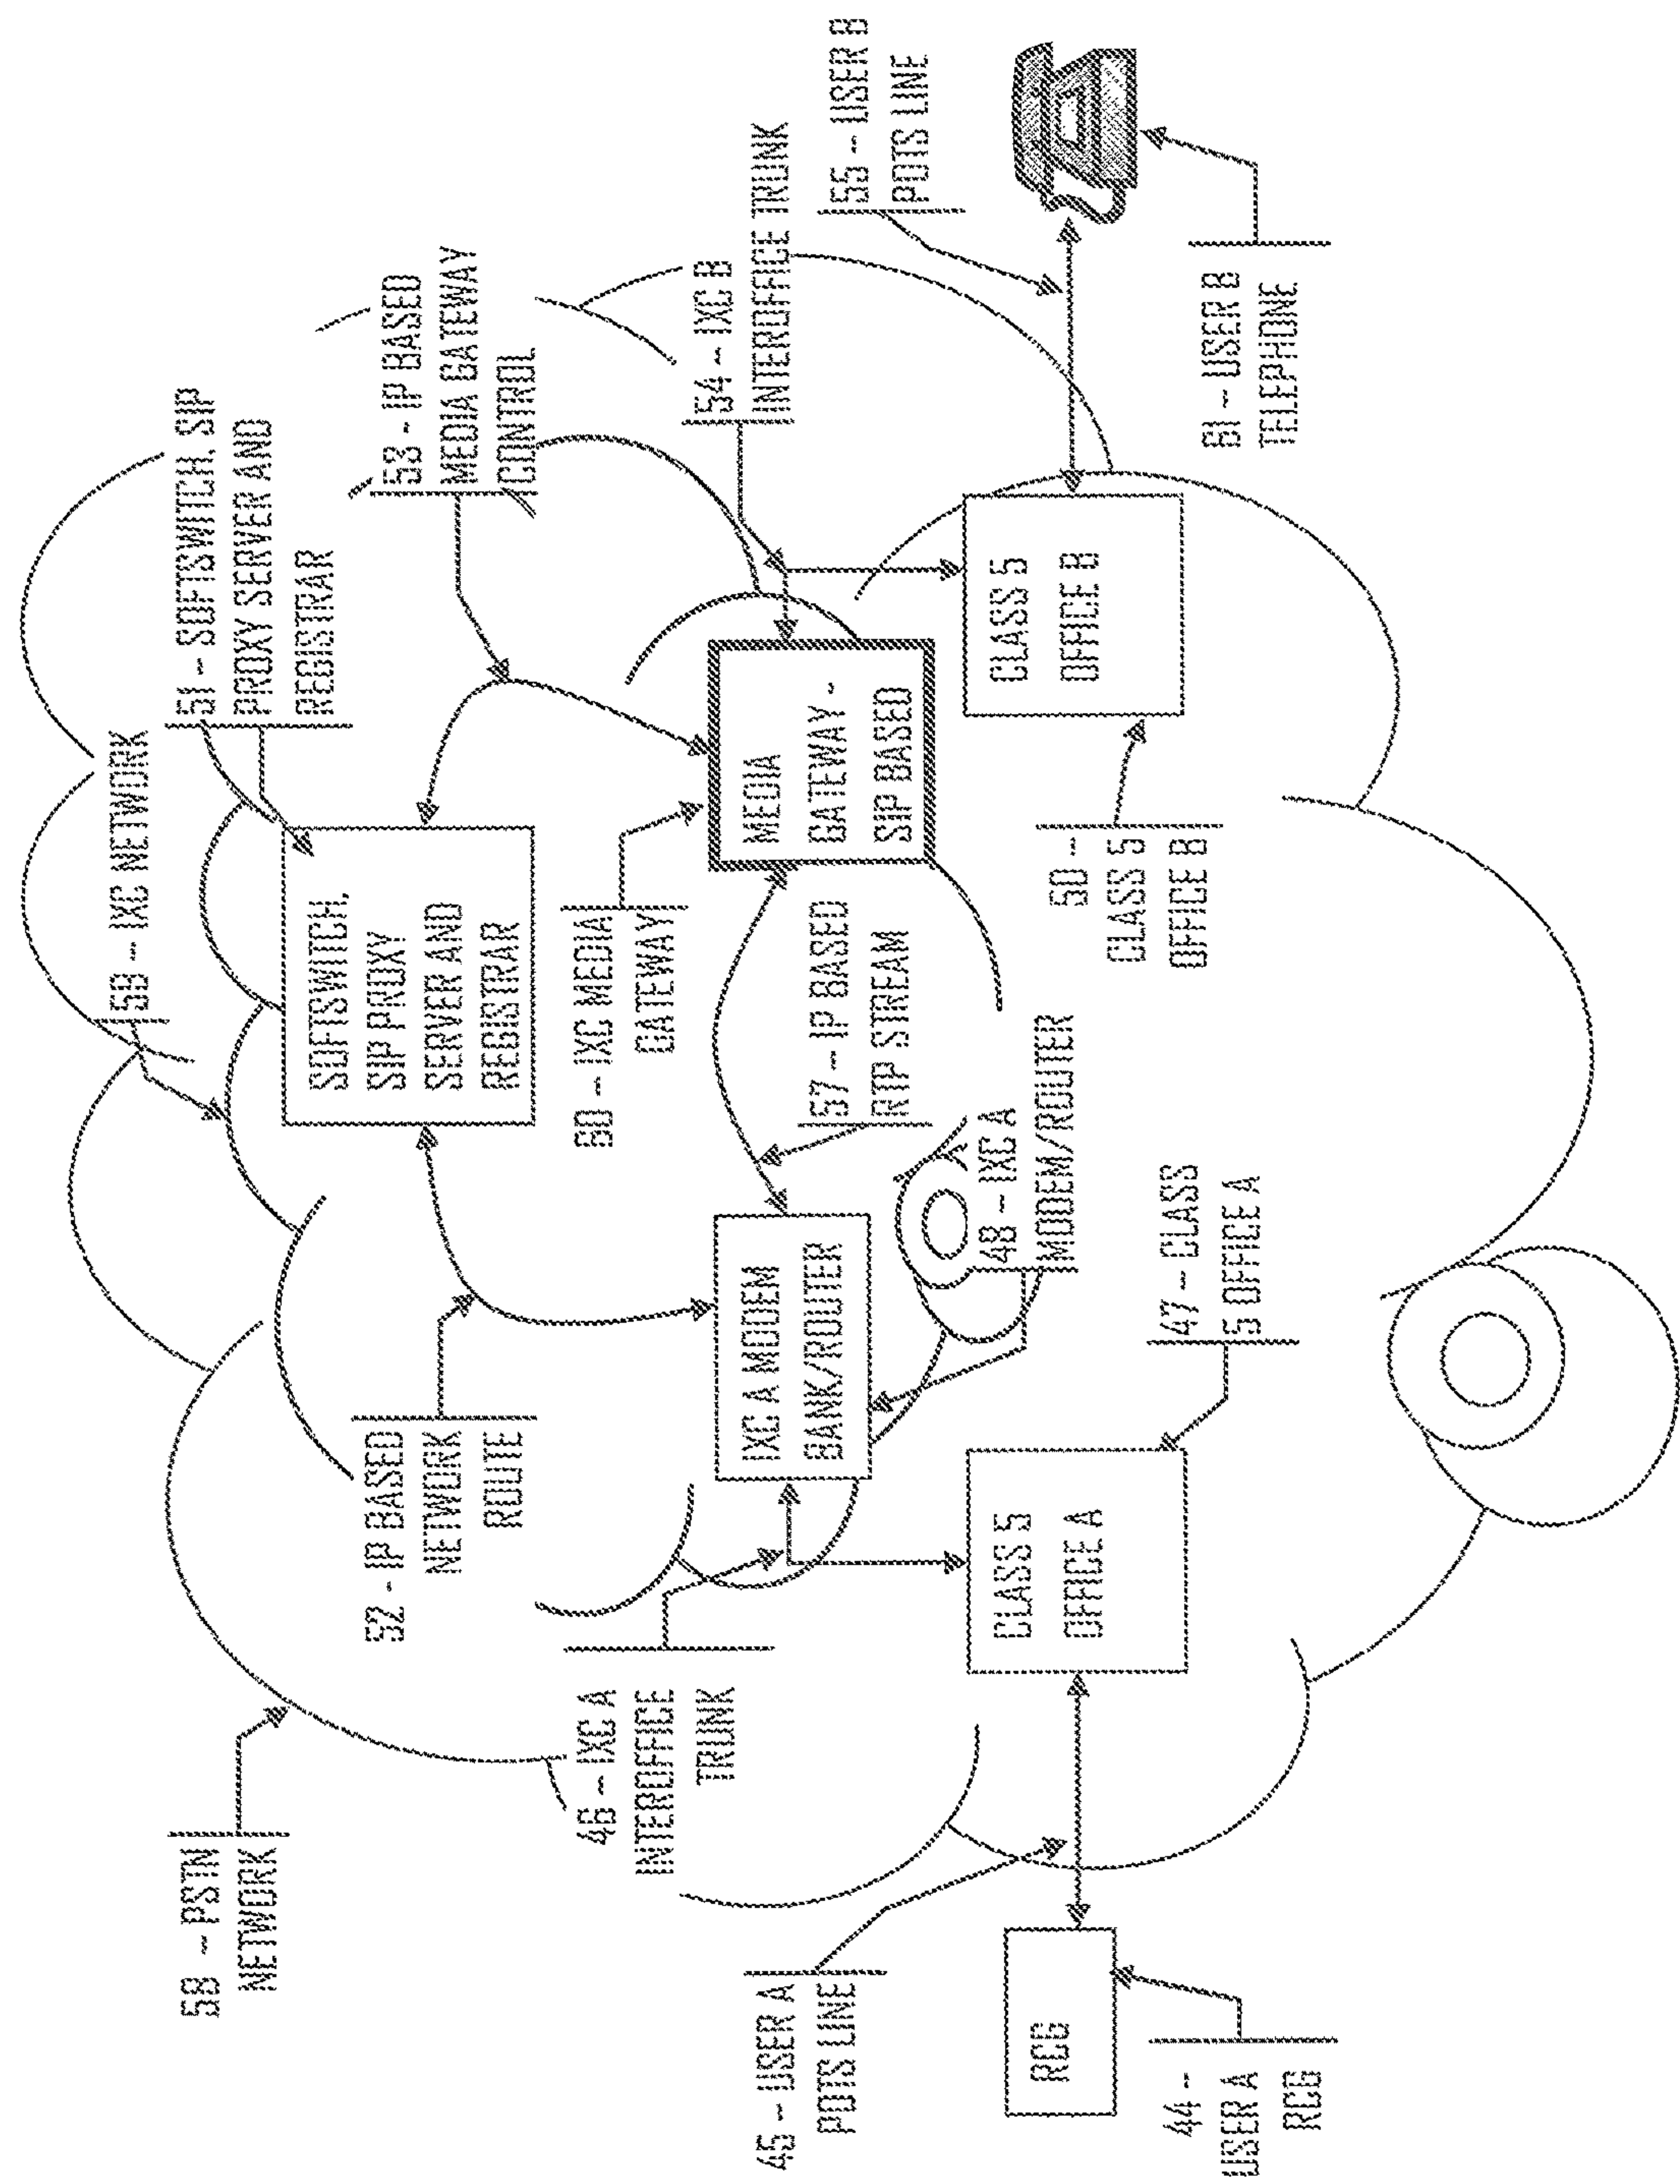 59 – IXC NETWORK
58 – PSTN
NETWORK
51 – SOFTSWITCH, SIP
PROXY SERVER AND
REGISTRAR
SOFTSWITCH,
SIP PROXY
SERVER AND
REGISTRAR
52 - IP BASED
NETWORK
ROUTE
53 - IP BASED
MEDIA GATEWAY
CONTROL
46 – IXC A
INTEROFFICE
TRUNK
60 – IXC MEDIA
GATEWAY
54 – IXC B
INTEROFFICE TRUNK
IXC A MODEM
BANK/ROUTER
MEDIA
GATEWAY -
SIP BASED
45 – USER A
POTS LINE
57 – IP BASED
RTP STREAM
55 – USER B
POTS LINE
48 – IXC A
MODEM/ROUTER
RCG
CLASS 5
OFFICE A
CLASS 5
OFFICE B
44 –
USER A
RCG
47 – CLASS
5 OFFICE A
50 –
CLASS 5
OFFICE B
61 – USER B
TELEPHONE